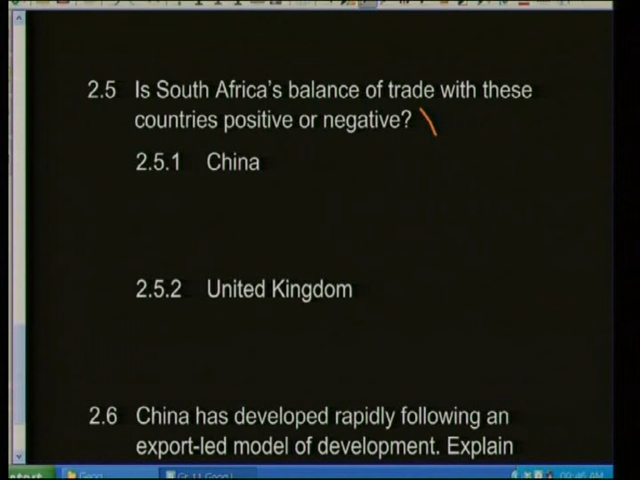 2.5 Is South Africa's balance of trade with these
countries positive or negative?
2.5.1 China
2.5.2 United Kingdom
2.6 China has developed rapidly following an
export-led model of development. Explain